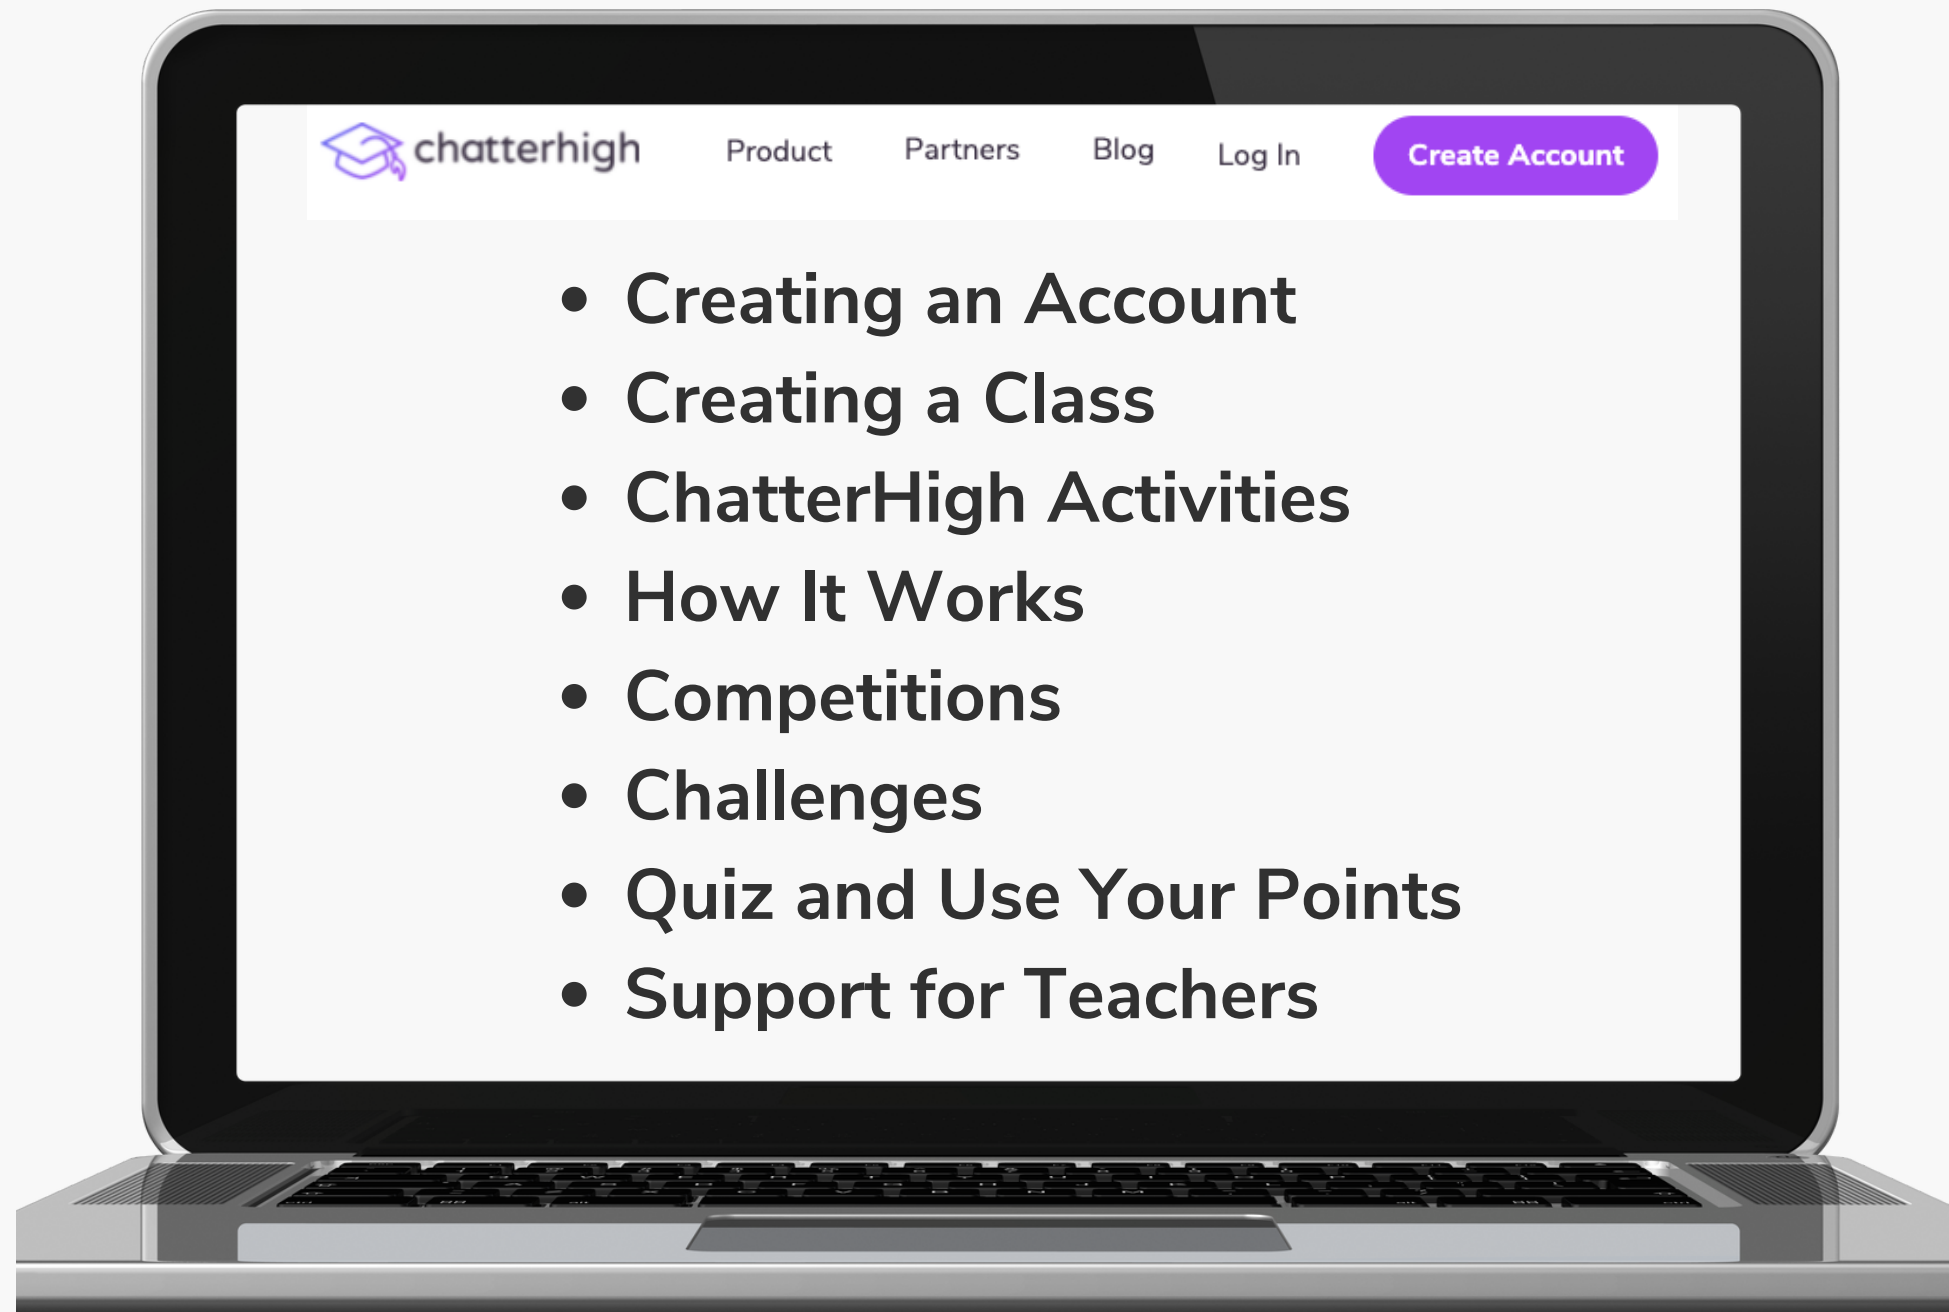 chatterhigh Product Partners Blog Log In Create Account
• Creating an Account
• Creating a Class
• ChatterHigh Activities
• How It Works
• Competitions
• Challenges
• Quiz and Use Your Points
• Support for Teachers